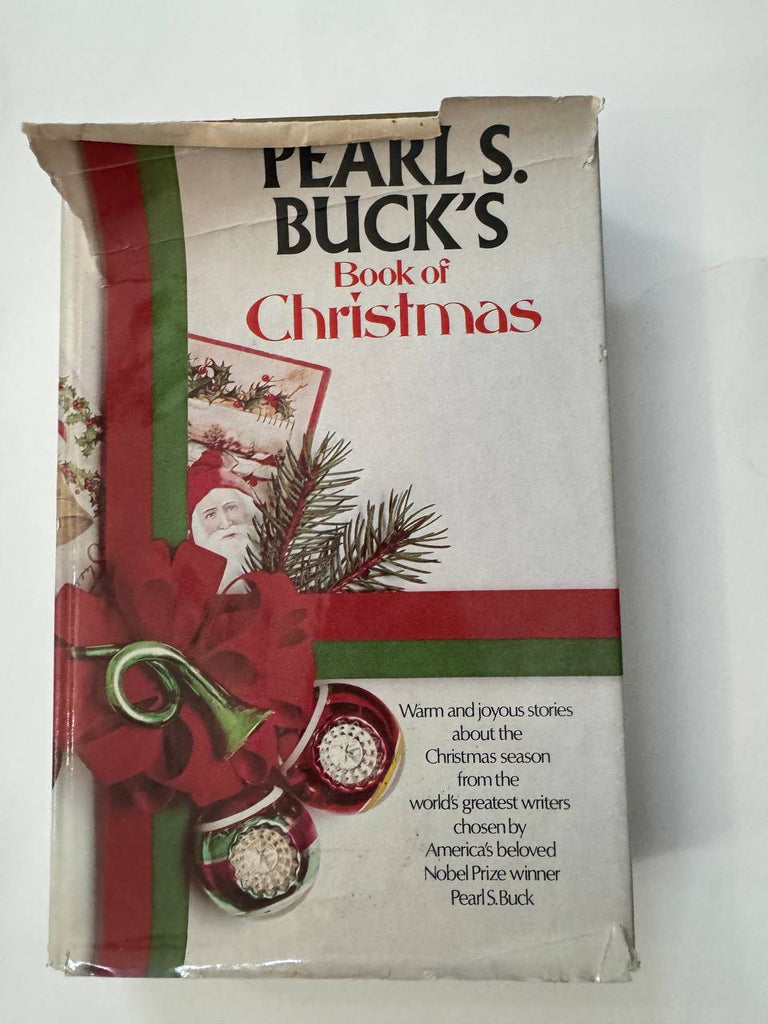 PEARL S.
BUCK'S
Book of
Christmas
Warm and joyous stories
about the
Christmas season
from the
world's greatest writers
chosen by
America's beloved
Nobel Prize winner
Pearl S. Buck